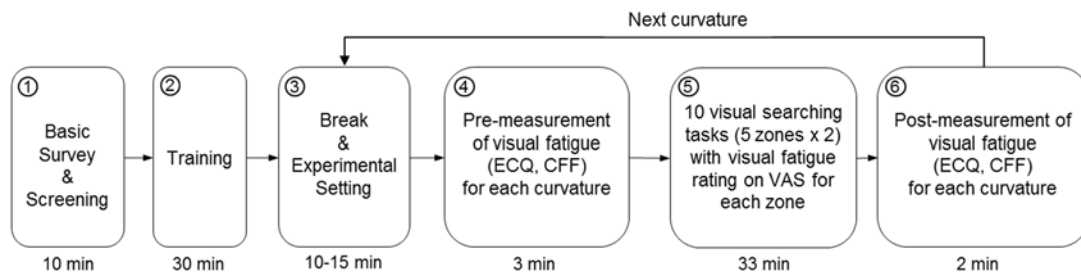 Next curvature
①
Basic
Survey
&
Screening
10 min
②
Training
30 min
③
Break
&
Experimental
Setting
10-15 min
④
Pre-measurement
of visual fatigue
(ECQ, CFF)
for each curvature
3 min
⑤
10 visual searching
tasks (5 zones x 2)
with visual fatigue
rating on VAS for
each zone
33 min
⑥
Post-measurement of
visual fatigue
(ECQ, CFF)
for each curvature
2 min